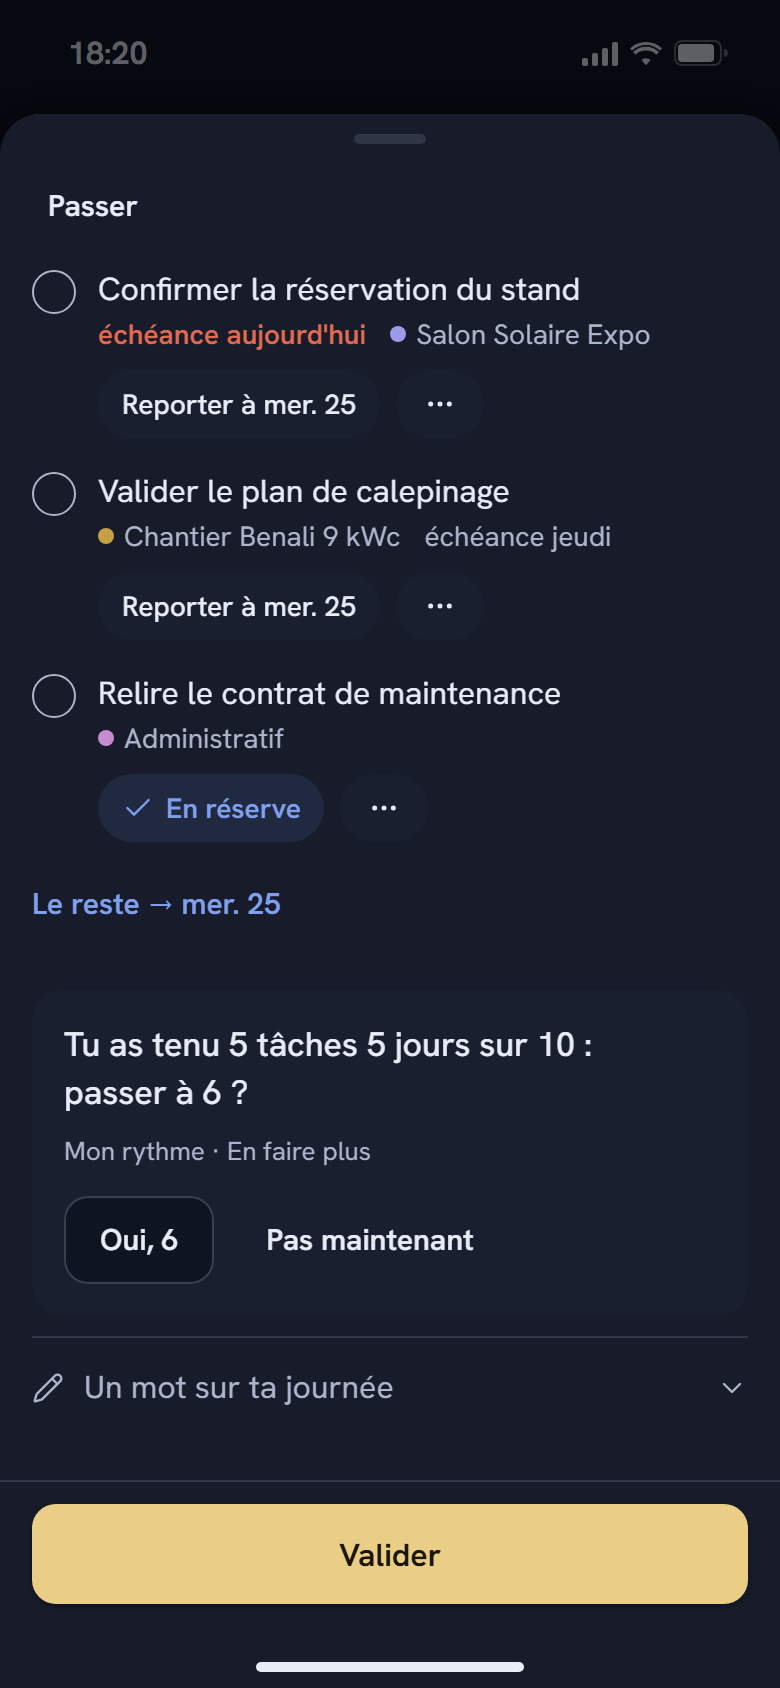 18:20
Passer
Confirmer la réservation du stand
échéance aujourd'hui Salon Solaire Expo
Reporter à mer. 25 ···
Valider le plan de calepinage
Chantier Benali 9 kWc échéance jeudi
Reporter à mer. 25 ···
Relire le contrat de maintenance
Administratif
En réserve ···
Le reste → mer. 25
Tu as tenu 5 tâches 5 jours sur 10 :
passer à 6 ?
Mon rythme · En faire plus
Oui, 6 Pas maintenant
Un mot sur ta journée
Valider